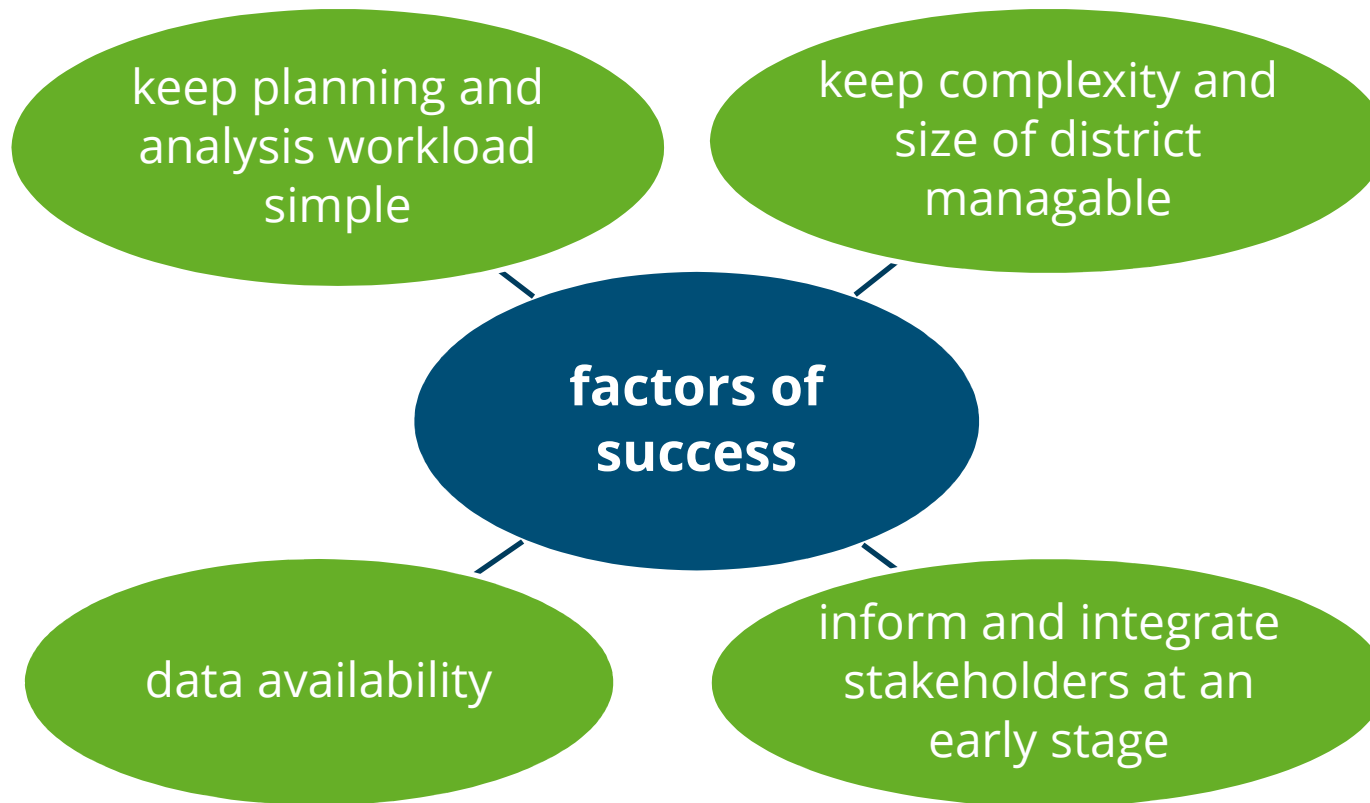 keep planning and
analysis workload
simple
keep complexity and
size of district
managable
factors of
success
data availability
inform and integrate
stakeholders at an
early stage